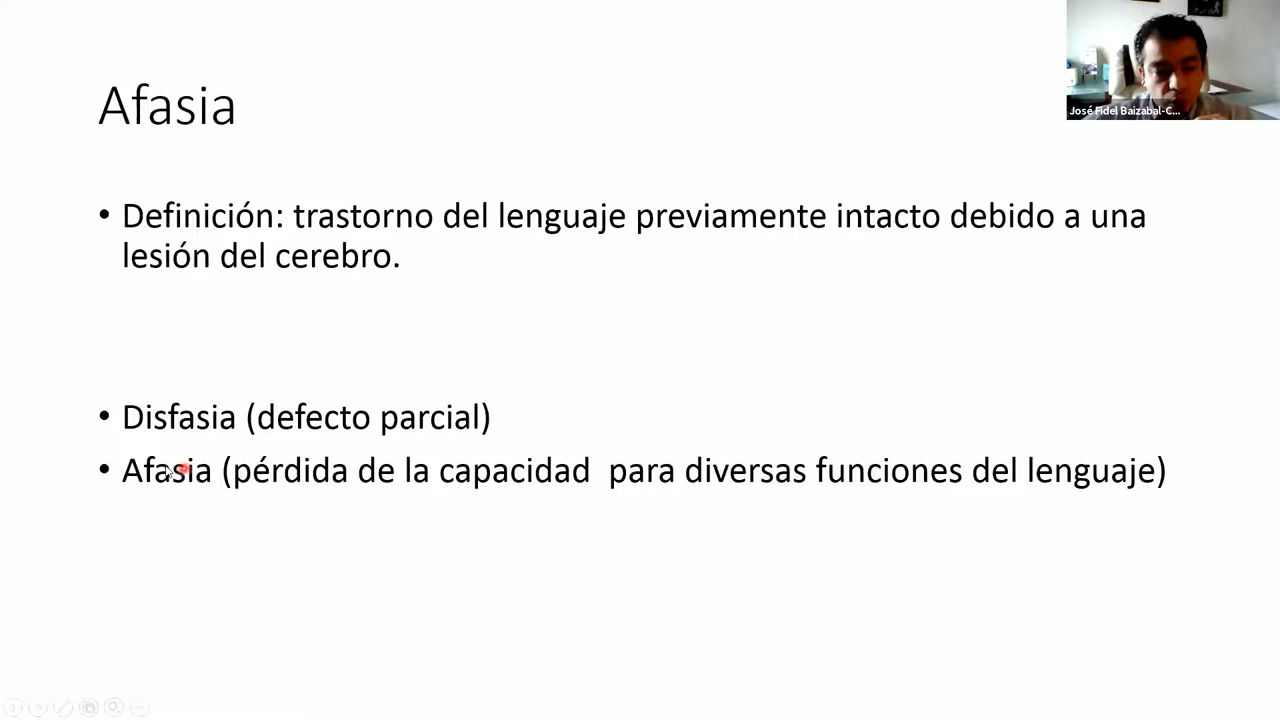 Afasia
José Fidel Baizabal-C...
• Definición: trastorno del lenguaje previamente intacto debido a una
lesión del cerebro.
• Disfasia (defecto parcial)
• Afasia (pérdida de la capacidad para diversas funciones del lenguaje)